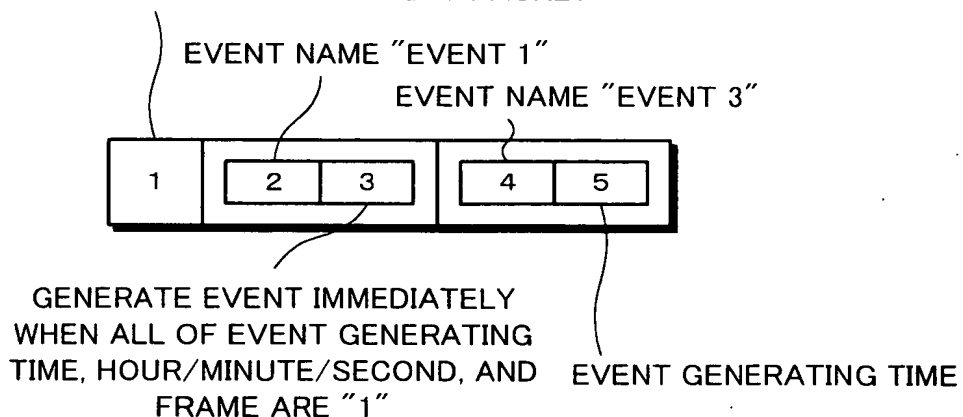 EVENT NAME ″EVENT 1″
EVENT NAME ″EVENT 3″
1 2 3 4 5
GENERATE EVENT IMMEDIATELY
WHEN ALL OF EVENT GENERATING
TIME, HOUR/MINUTE/SECOND, AND
FRAME ARE ″1″
EVENT GENERATING TIME